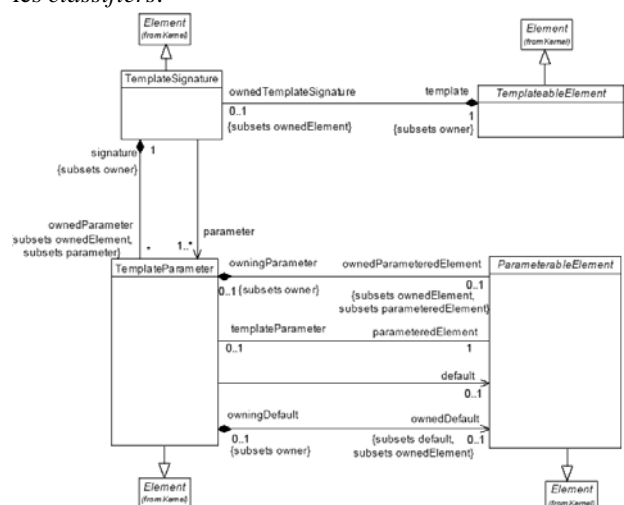 les classifiers.
Element
(from Kernel)
Element
(from Kernel)
TemplateSignature
ownedTemplateSignature
template
TemplateableElement
0..1
1
{subsets ownedElement}
{subsets owner}
signature
1
{subsets owner}
ownedParameter
{subsets ownedElement,
subsets parameter}
*
parameter
1..*
TemplateParameter
owningParameter
ownedParameteredElement
ParameterableElement
0..1
{subsets owner}
0..1
{subsets ownedElement,
subsets parameteredElement}
templateParameter
parameteredElement
0..1
1
default
0..1
owningDefault
ownedDefault
0..1
{subsets owner}
{subsets default,
subsets ownedElement}
0..1
Element
(from Kernel)
Element
(from Kernel)